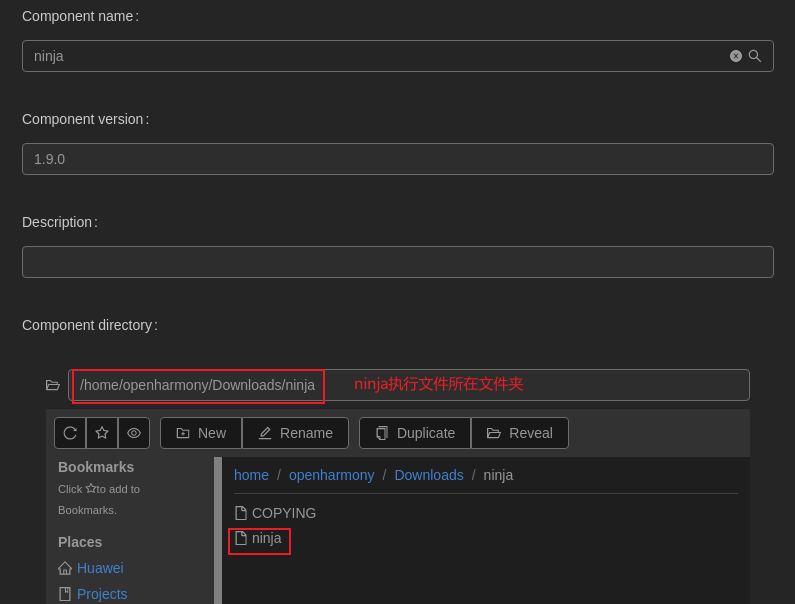 Component name:
ninja
Component version:
1.9.0
Description:
Component directory:
/home/openharmony/Downloads/ninja ninja执行文件所在文件夹
New Rename Duplicate Reveal
Bookmarks
Click to add to
Bookmarks.
Places
Huawei
Projects
home / openharmony / Downloads / ninja
COPYING
ninja